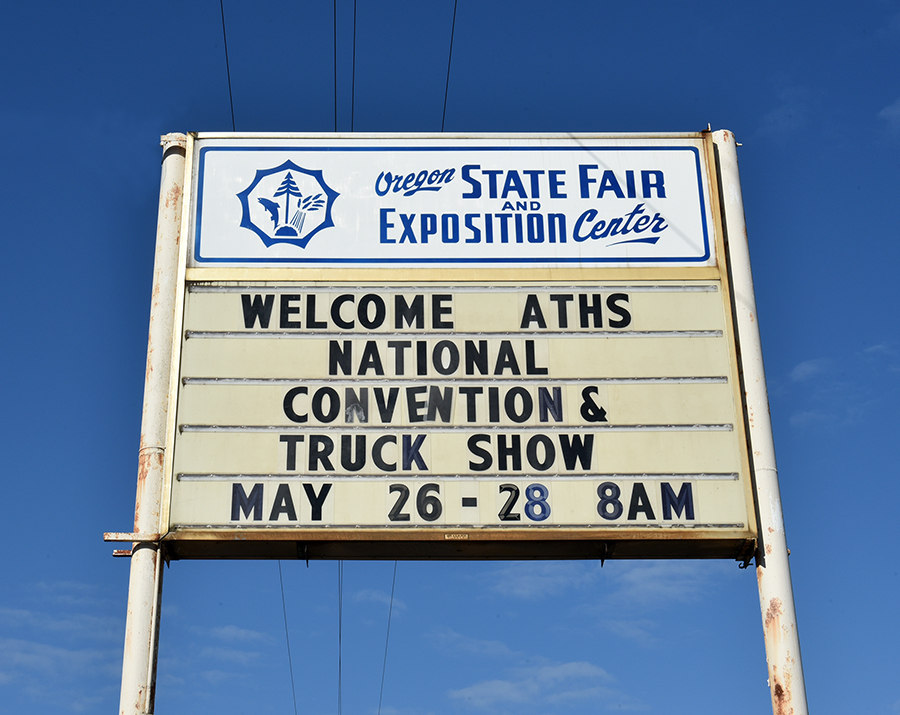 Oregon STATE FAIR
AND
EXPOSITION Center
WELCOME ATHS
NATIONAL
CONVENTION &
TRUCK SHOW
MAY 26-28 8AM